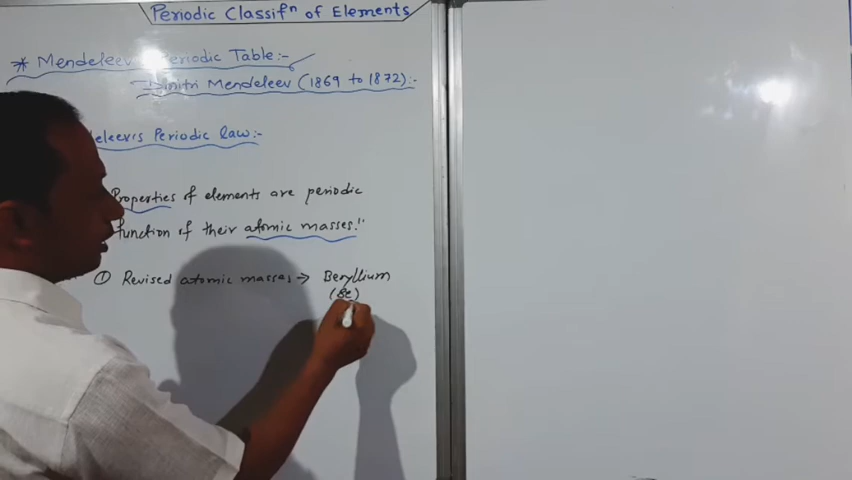 Periodic Classifⁿ of Elements
* Mendeleev Periodic Table:-
Dimitri Mendeleev (1869 to 1872):-
Periodic law:-
Properties of elements are periodic
function of their atomic masses."
① Revised atomic masses → Beryllium
(Be)